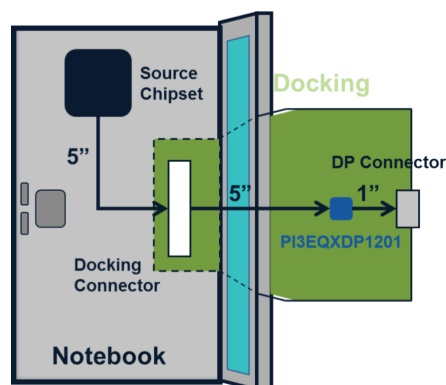 Source
Chipset
Docking
5”
DP Connector
5”
1”
PI3EQXDP1201
Docking
Connector
Notebook